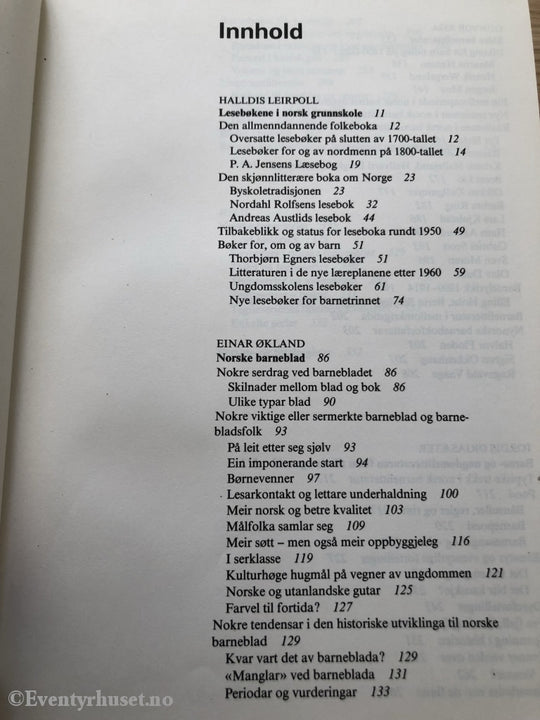 Innhold
HALLDIS LEIRPOLL
Lesebøkene i norsk grunnskole 11
Den allmenndannende folkeboka 12
Oversatte lesebøker på slutten av 1700-tallet 12
Lesebøker for og av nordmenn på 1800-tallet 14
P. A. Jensens Læsebog 19
Den skjønnlitterære boka om Norge 23
Byskoletradisjonen 23
Nordahl Rolfsens lesebok 32
Andreas Austlids lesebok 44
Tilbakeblikk og status for leseboka rundt 1950 49
Bøker for, om og av barn 51
Thorbjørn Egners lesebøker 51
Litteraturen i de nye læreplanene etter 1960 59
Ungdomsskolens lesebøker 61
Nye lesebøker for barnetrinnet 74
EINAR ØKLAND
Norske barneblad 86
Nokre serdrag ved barnebladet 86
Skilnader mellom blad og bok 86
Ulike typar blad 90
Nokre viktige eller sermerkte barneblad og barne-
bladsfolk 93
På leit etter seg sjølv 93
Ein imponerande start 94
Børnevenner 97
Lesarkontakt og lettare underhaldning 100
Meir norsk og betre kvalitet 103
Målfolka samlar seg 109
Meir søtt – men også meir oppbyggjeleg 116
I serklasse 119
Kulturhøge hugmål på vegner av ungdommen 121
Norske og utanlandske gutar 125
Farvel til fortida? 127
Nokre tendensar i den historiske utviklinga til norske
barneblad 129
Kvar vart det av barneblada? 129
«Manglar» ved barneblada 131
Periodar og vurderingar 133
©Eventyrhuset.no